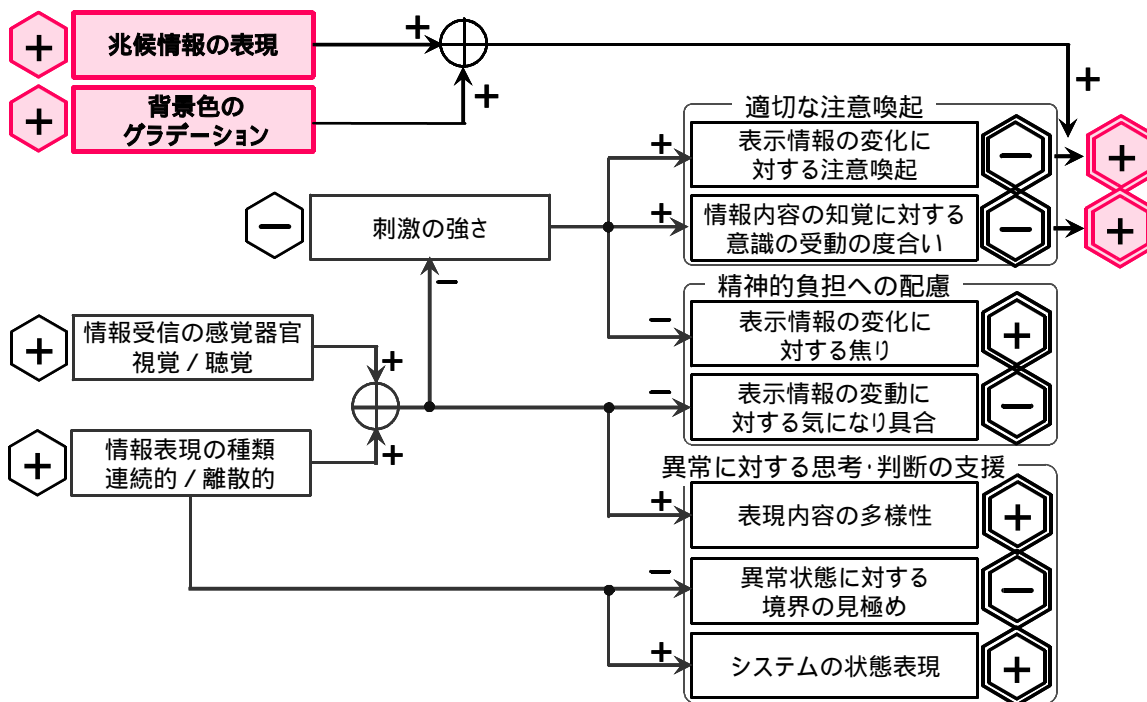 兆候情報の表現
背景色の
グラデーション
適切な注意喚起
表示情報の変化に
対する注意喚起
情報内容の知覚に対する
意識の受動の度合い
刺激の強さ
精神的負担への配慮
表示情報の変化に
対する焦り
表示情報の変動に
対する気になり具合
情報受信の感覚器官
視覚 / 聴覚
情報表現の種類
連続的 / 離散的
異常に対する思考・判断の支援
表現内容の多様性
異常状態に対する
境界の見極め
システムの状態表現